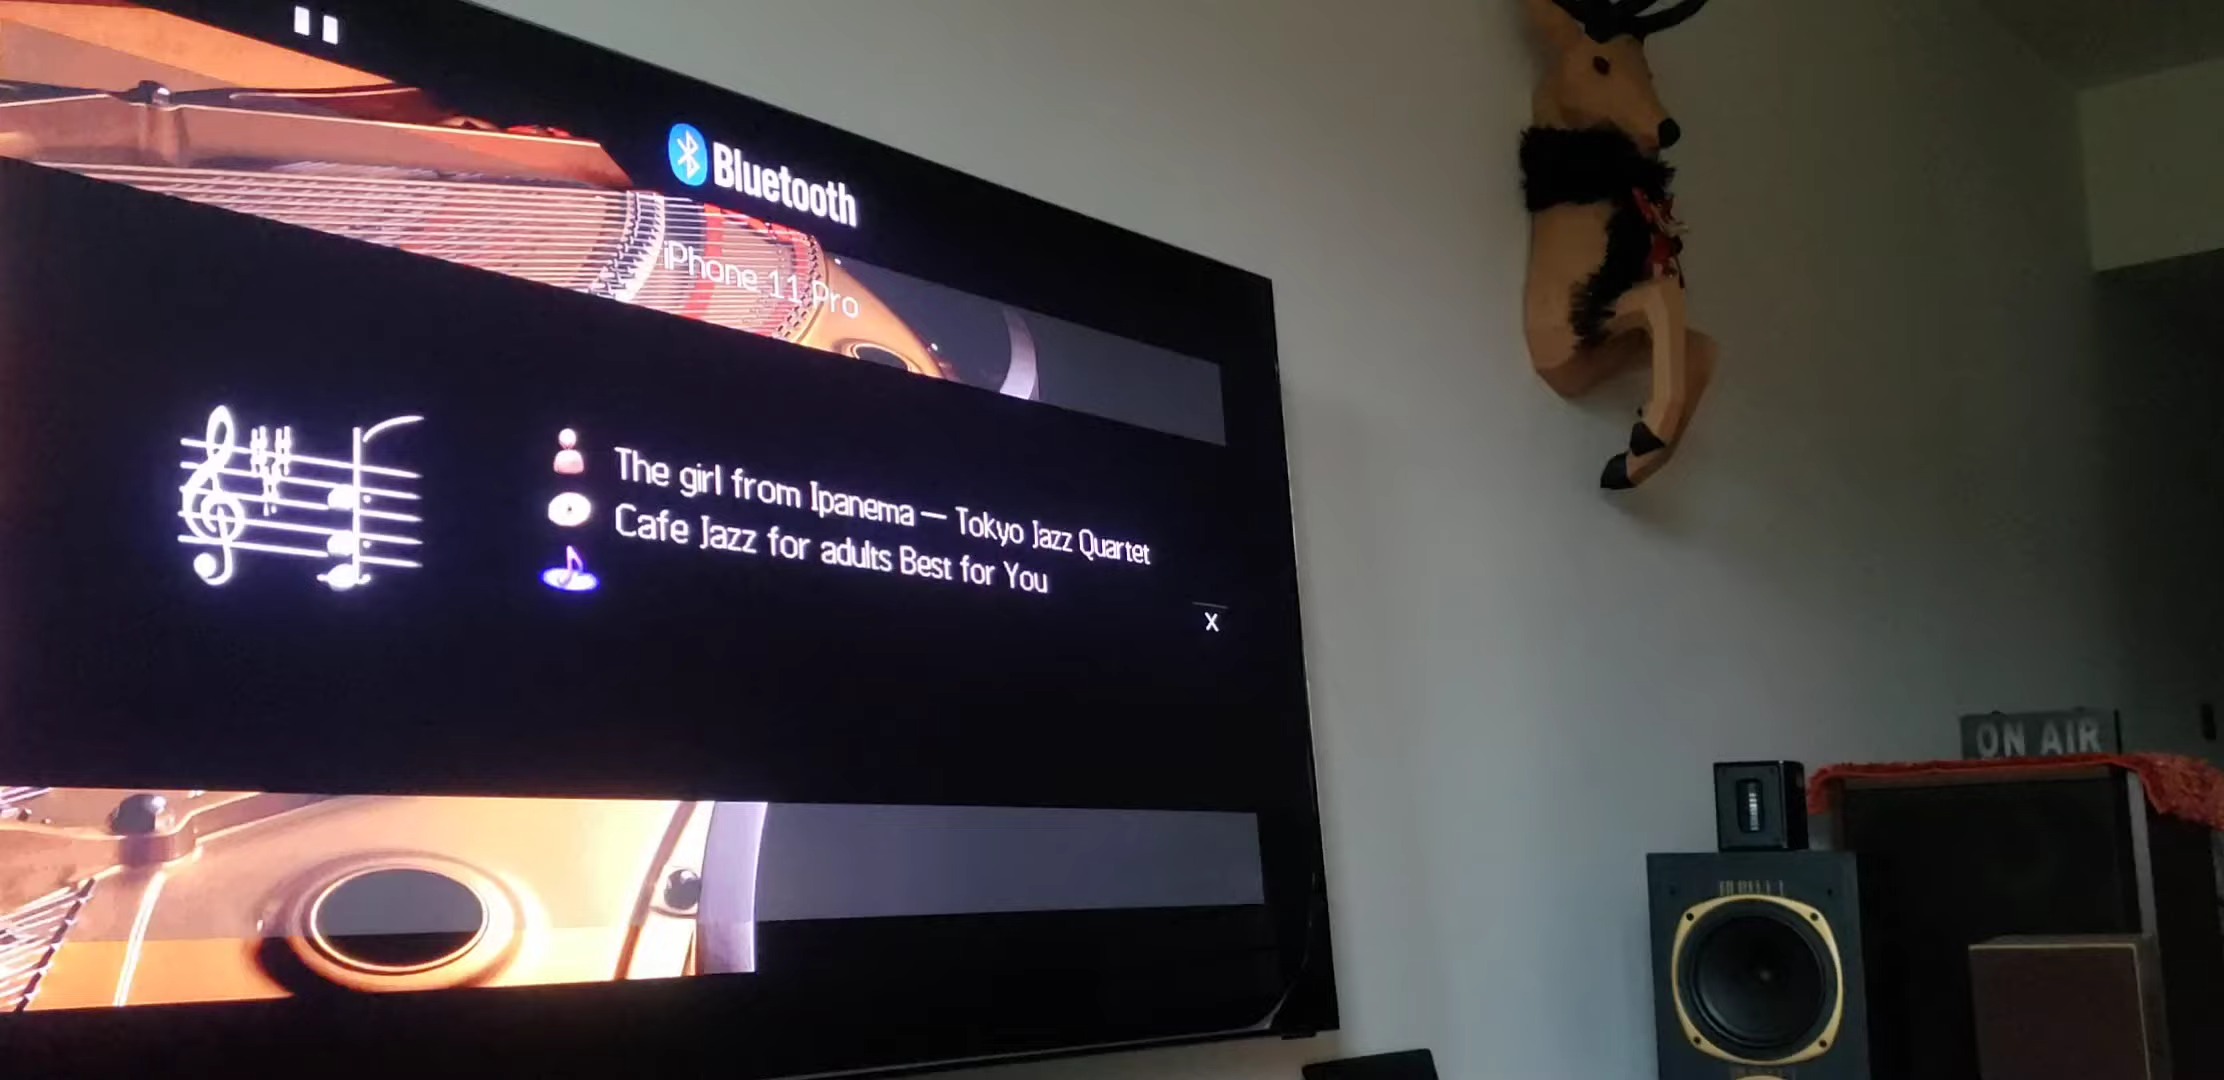 Bluetooth
iPhone 11 Pro
The girl from Ipanema — Tokyo Jazz Quartet
Cafe Jazz for adults Best for You
x
ON AIR